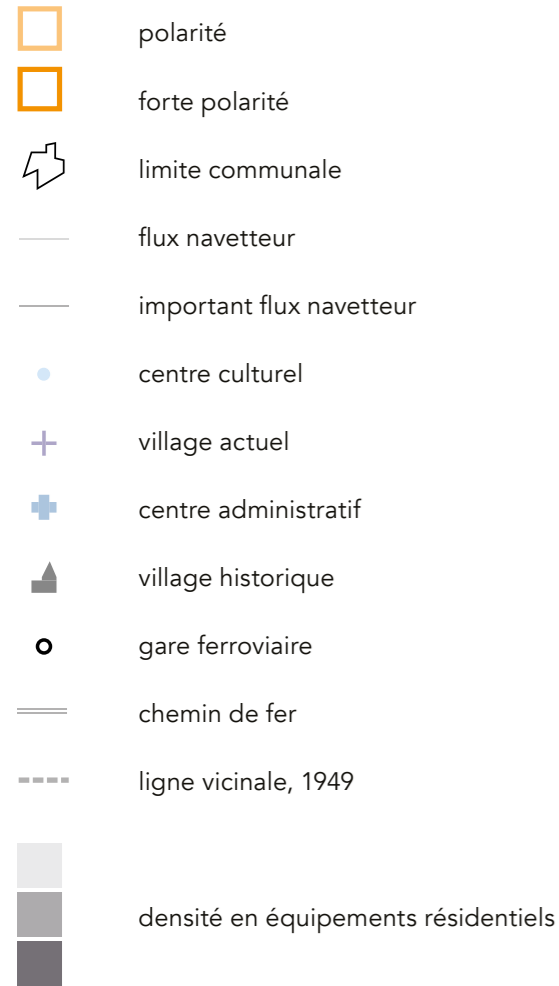 polarité
forte polarité
limite communale
flux navetteur
important flux navetteur
centre culturel
village actuel
centre administratif
village historique
gare ferroviaire
chemin de fer
ligne vicinale, 1949
densité en équipements résidentiels